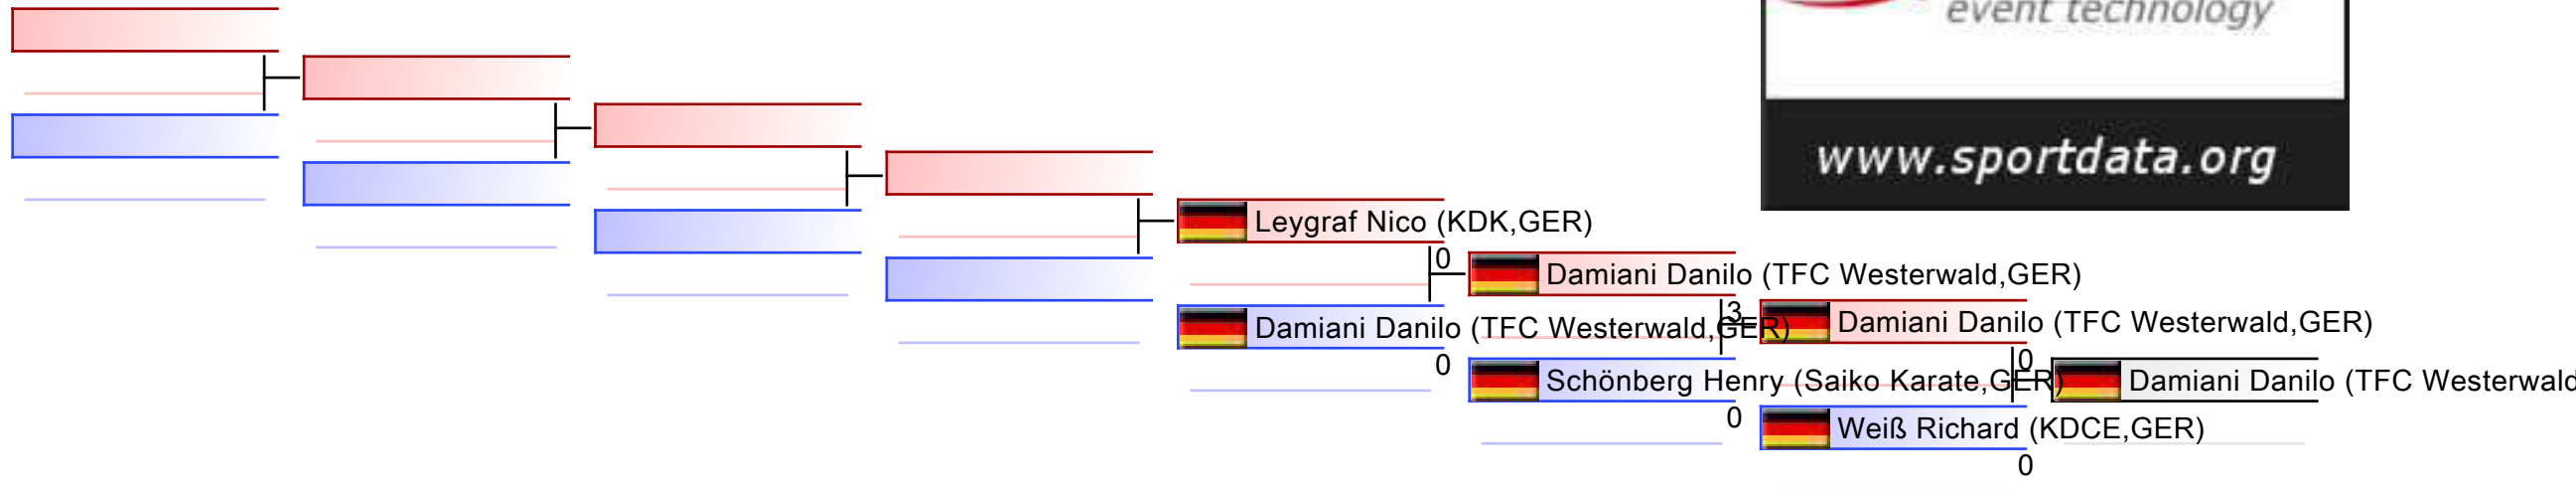 event technology
www.sportdata.org
Leygraf Nico (KDK,GER)
0
Damiani Danilo (TFC Westerwald,GER)
0
Damiani Danilo (TFC Westerwald,GER)
3
Schönberg Henry (Saiko Karate,GER)
0
Damiani Danilo (TFC Westerwald,GER)
0
Weiß Richard (KDCE,GER)
0
Damiani Danilo (TFC Westerwald